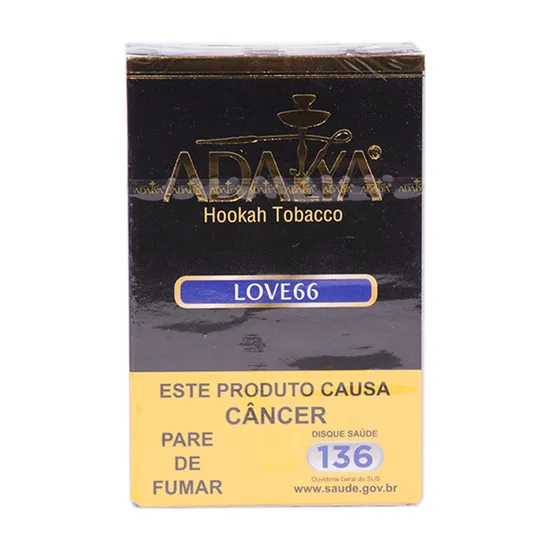 ADALYA®
Hookah Tobacco
LOVE66
ESTE PRODUTO CAUSA
CÂNCER
PARE
DE
FUMAR
DISQUE SAÚDE
136
Ouvidoria Geral do SUS
www.saude.gov.br